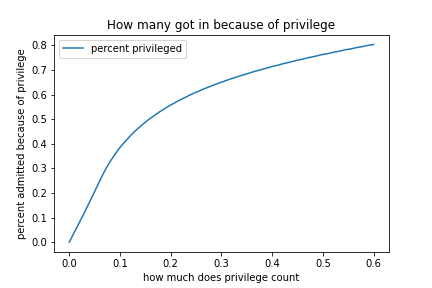 How many got in because of privilege
percent privileged
percent admitted because of privilege
0.8
0.7
0.6
0.5
0.4
0.3
0.2
0.1
0.0
0.0 0.1 0.2 0.3 0.4 0.5 0.6
how much does privilege count